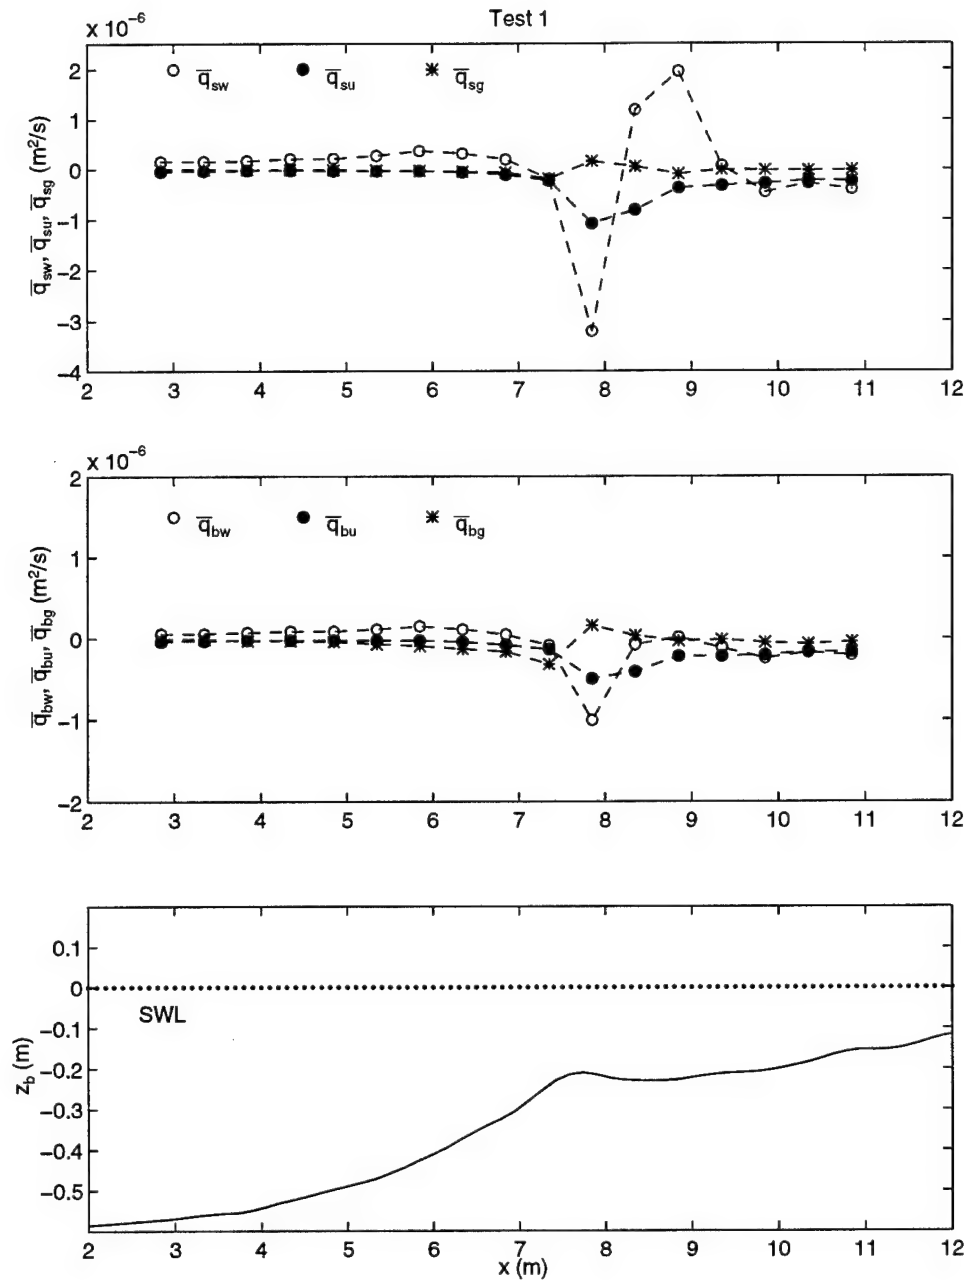 Test 1
x 10⁻⁶
2
1
0
−1
−2
−3
−4
q̅sw, q̅su, q̅sg (m²/s)
q̅sw q̅su q̅sg
2 3 4 5 6 7 8 9 10 11 12
x 10⁻⁶
2
1
0
−1
−2
q̅bw, q̅bu, q̅bg (m²/s)
q̅bw q̅bu q̅bg
2 3 4 5 6 7 8 9 10 11 12
0.1
0
−0.1
−0.2
−0.3
−0.4
−0.5
zb (m)
SWL
2 3 4 5 6 7 8 9 10 11 12
x (m)